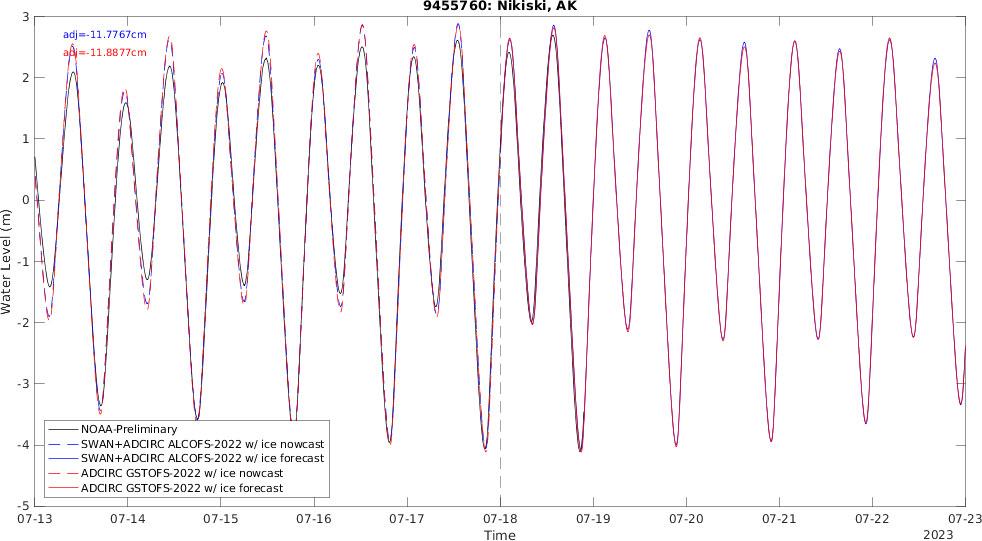 9455760: Nikiski, AK
adj=-11.7767cm
adj=-11.8877cm
3
2
1
0
-1
-2
-3
-4
-5
Water Level (m)
NOAA-Preliminary
SWAN+ADCIRC ALCOFS-2022 w/ ice nowcast
SWAN+ADCIRC ALCOFS-2022 w/ ice forecast
ADCIRC GSTOFS-2022 w/ ice nowcast
ADCIRC GSTOFS-2022 w/ ice forecast
07-13 07-14 07-15 07-16 07-17 07-18 07-19 07-20 07-21 07-22 07-23
Time
2023